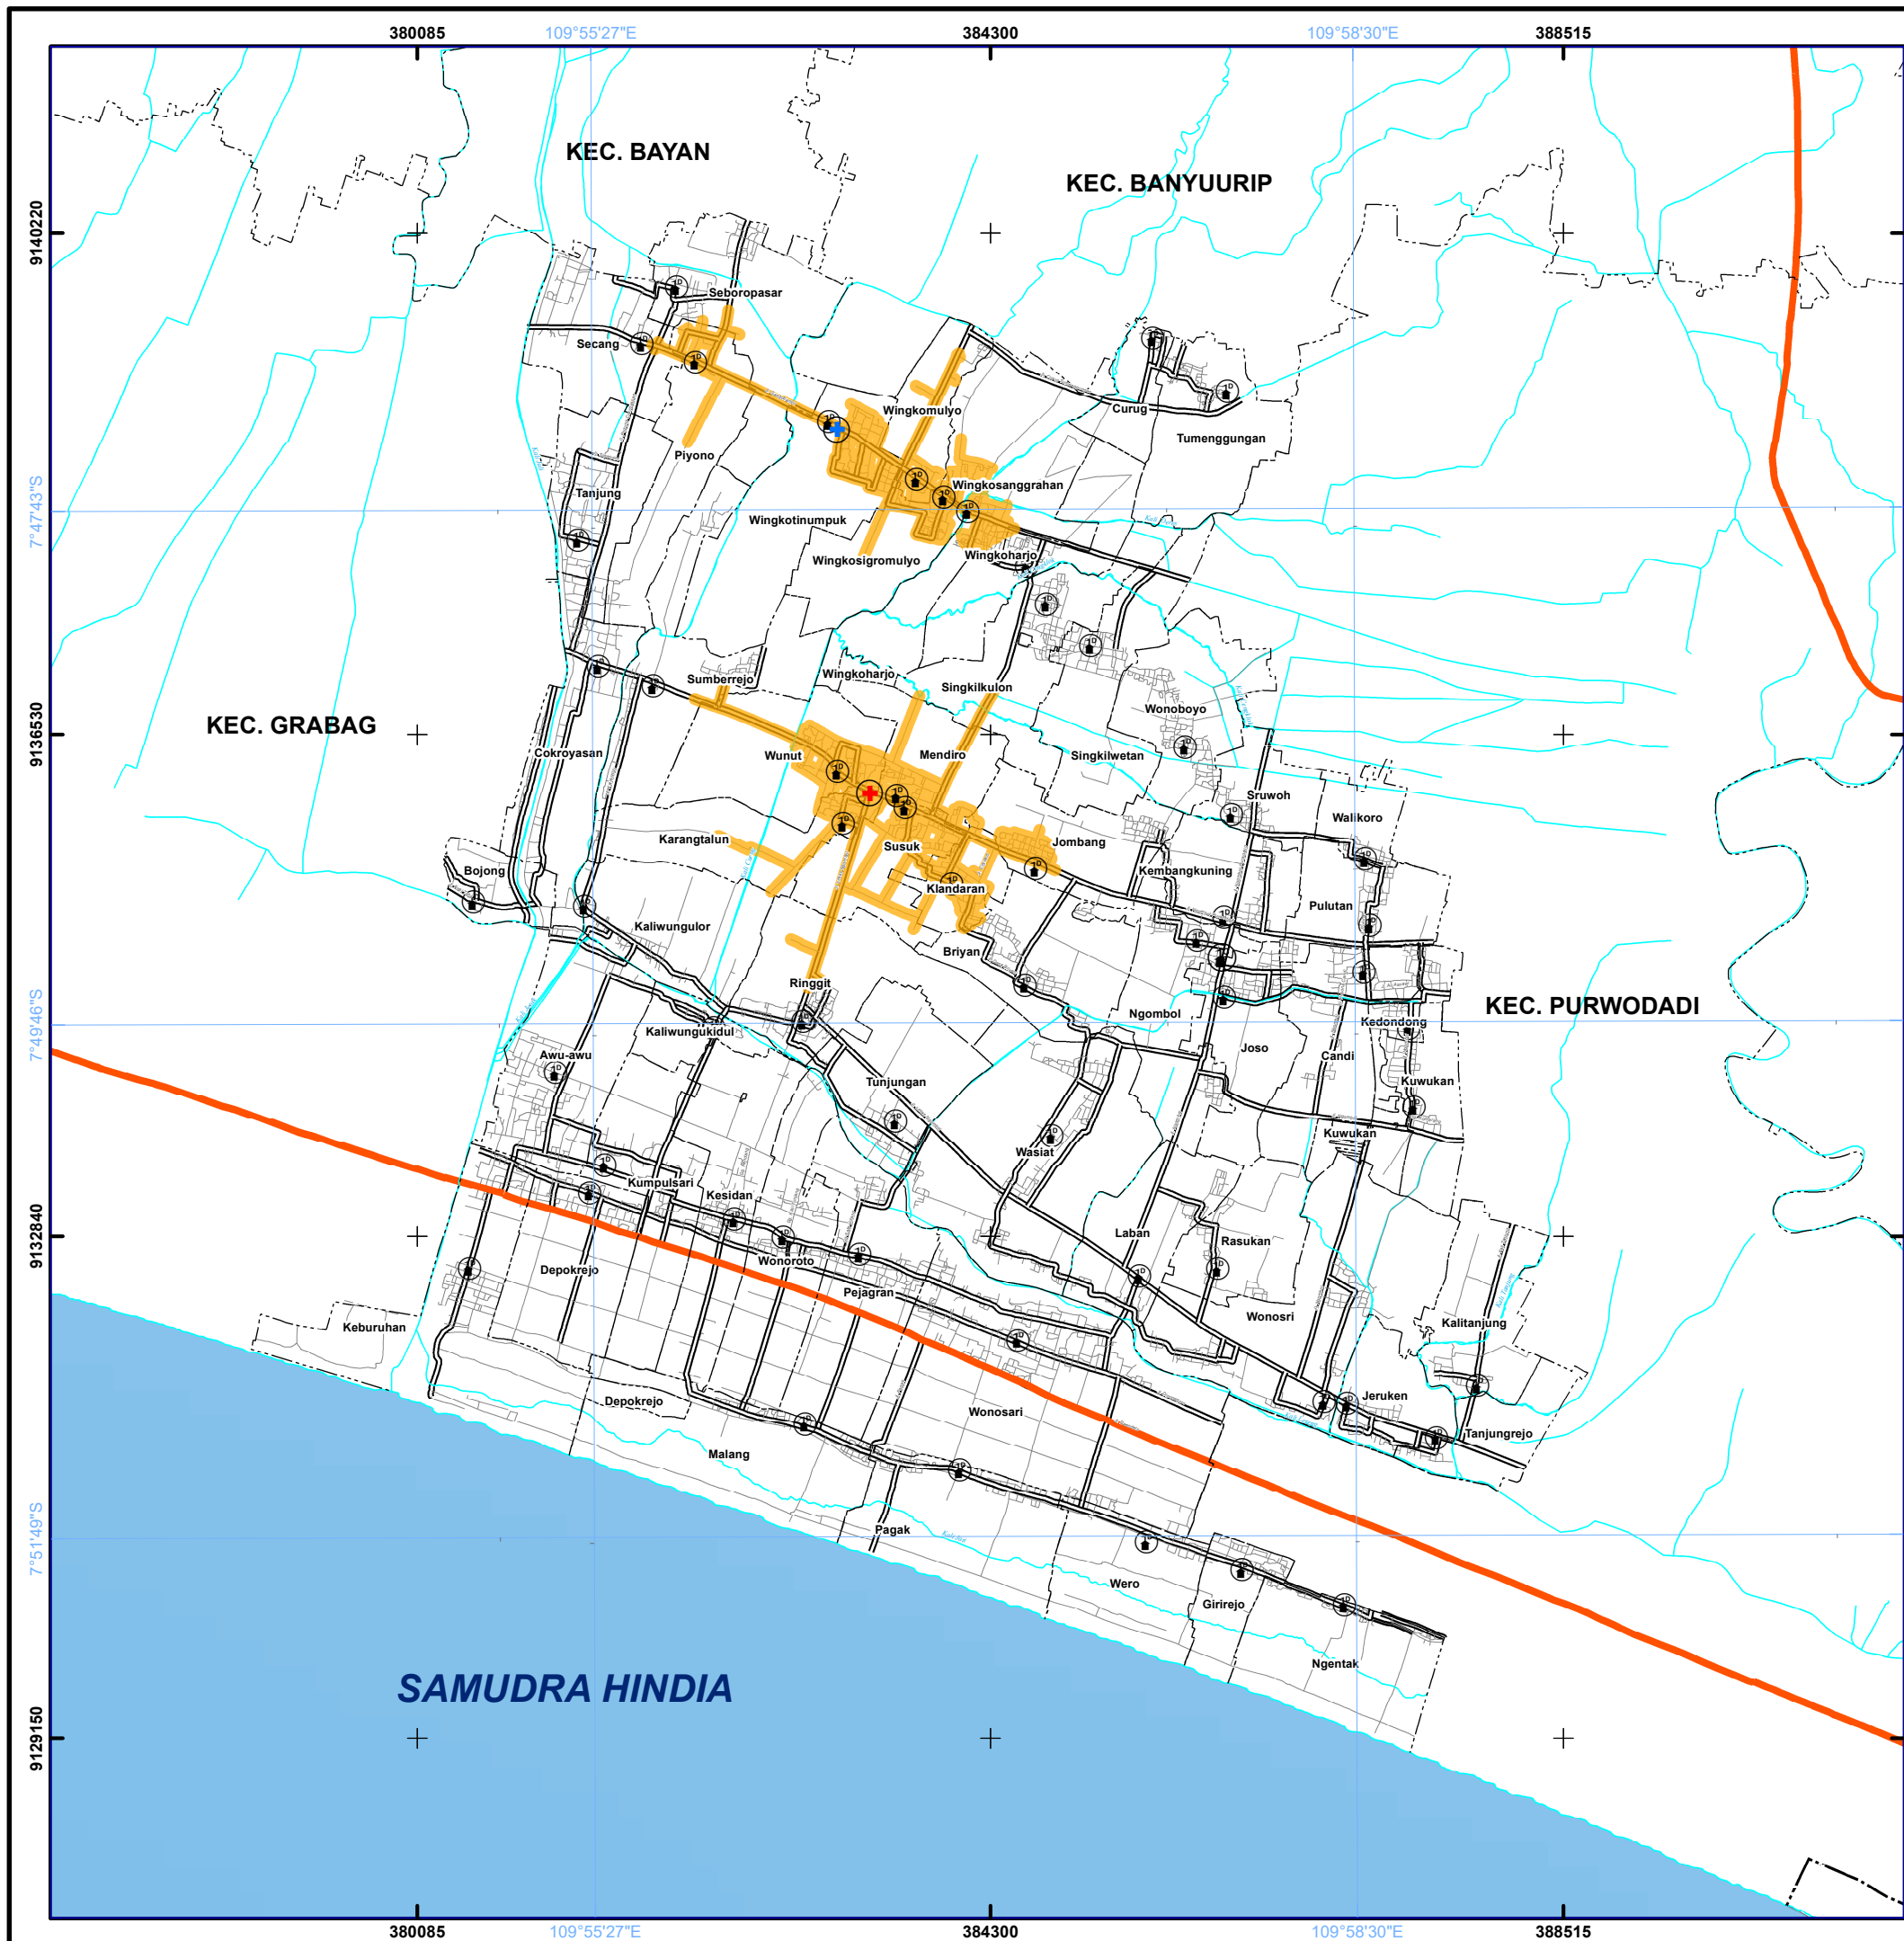 380085
109°55'27"E
384300
109°58'30"E
388515
KEC. BAYAN
KEC. BANYUURIP
9140220
Seboropasar
Secang
Wingkomulyo
Curug
Tumenggungan
Piyono
Wingkosanggrahan
Tanjung
7°47'43"S
Wingkotinumpuk
Wingkosigromulyo
Wingkoharjo
Sumberrejo
Wingkoharjo
Singkilkulon
Wonoboyo
KEC. GRABAG
9136530
Cokroyasan
Wunut
Mendiro
Singkilwetan
Sruwoh
Walikoro
Karangtalun
Susuk
Jombang
Bojong
Kembangkuning
Klandaran
Pulutan
Kaliwungulor
Briyan
Ringgit
KEC. PURWODADI
Ngombol
7°49'46"S
Kaliwungukidul
Kedondong
Awu-awu
Joso
Candi
Tunjungan
Kuwukan
Kuwukan
Wasiat
Kumpulsari
Kesidan
9132840
Laban
Rasukan
Wonoroto
Depokrejo
Pejagran
Wonosri
Kalitanjung
Keburuhan
Depokrejo
Jeruken
Wonosari
Tanjungrejo
Malang
Pagak
7°51'49"S
Wero
Girirejo
Ngentak
SAMUDRA HINDIA
9129150
380085
109°55'27"E
384300
109°58'30"E
388515